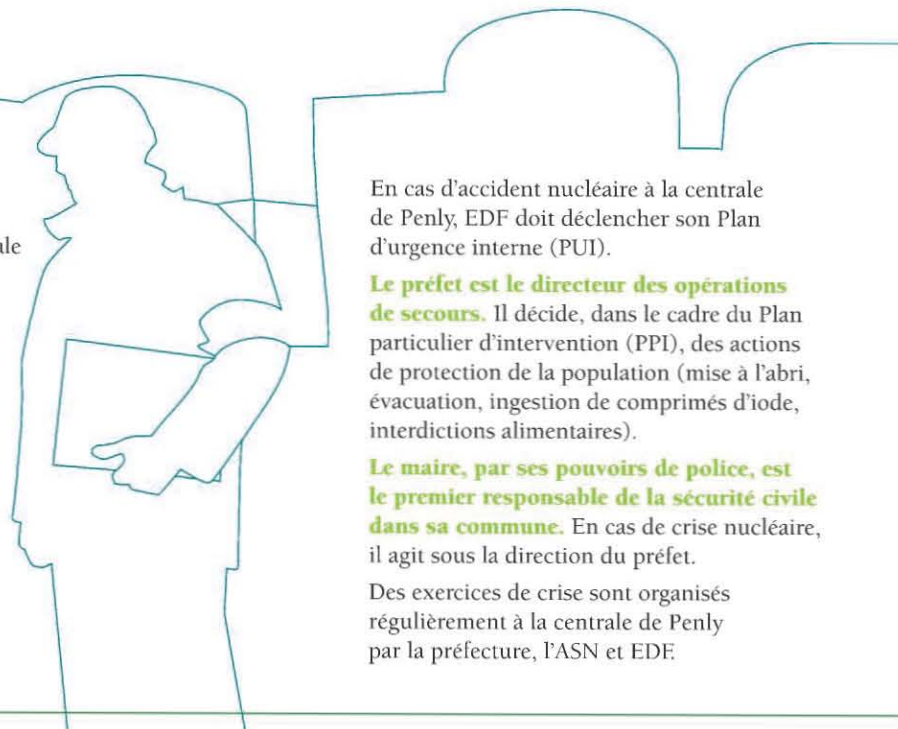 En cas d'accident nucléaire à la centrale
de Penly, EDF doit déclencher son Plan
d'urgence interne (PUI).
Le préfet est le directeur des opérations
de secours. Il décide, dans le cadre du Plan
particulier d'intervention (PPI), des actions
de protection de la population (mise à l'abri,
évacuation, ingestion de comprimés d'iode,
interdictions alimentaires).
Le maire, par ses pouvoirs de police, est
le premier responsable de la sécurité civile
dans sa commune. En cas de crise nucléaire,
il agit sous la direction du préfet.
Des exercices de crise sont organisés
régulièrement à la centrale de Penly
par la préfecture, l'ASN et EDF.